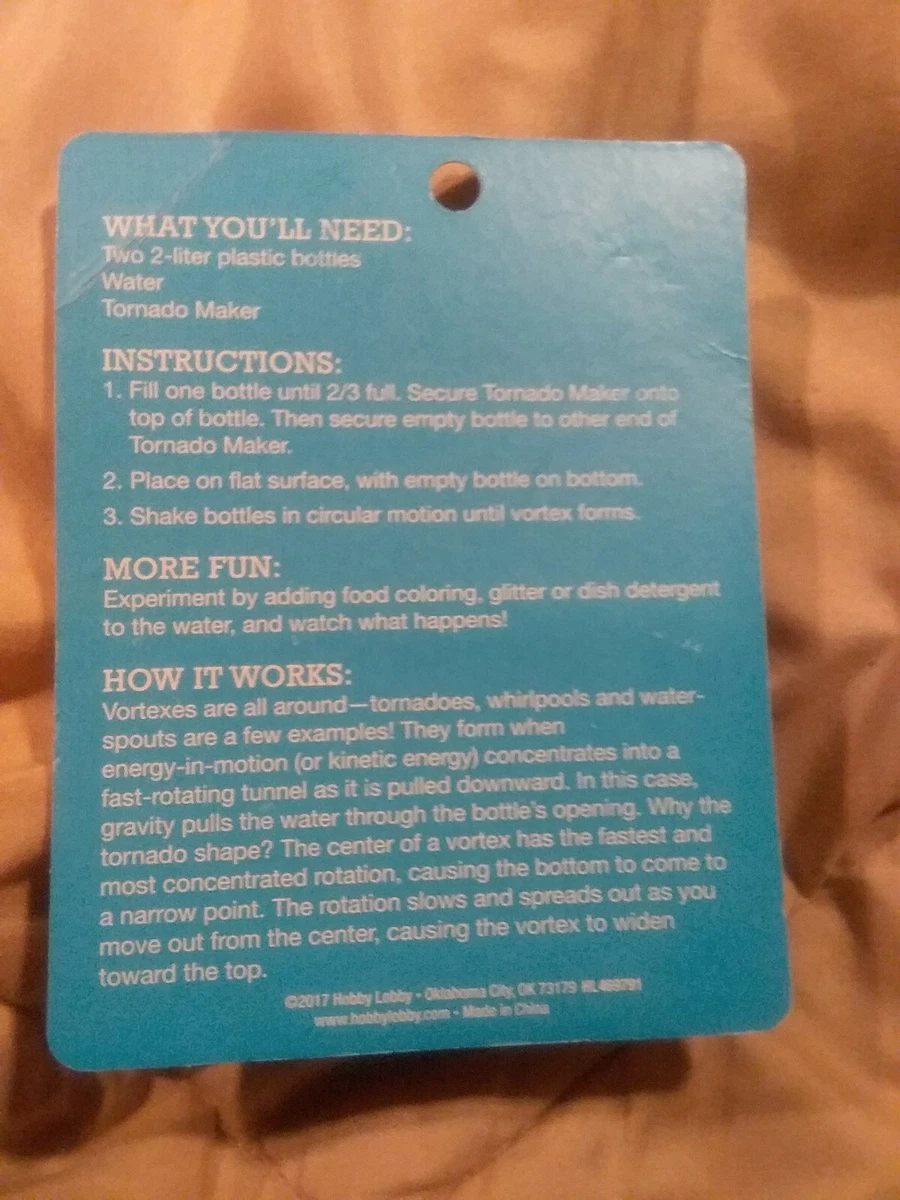 WHAT YOU'LL NEED:
Two 2-liter plastic bottles
Water
Tornado Maker
INSTRUCTIONS:
1. Fill one bottle until 2/3 full. Secure Tornado Maker onto
top of bottle. Then secure empty bottle to other end of
Tornado Maker.
2. Place on flat surface, with empty bottle on bottom.
3. Shake bottles in circular motion until vortex forms.
MORE FUN:
Experiment by adding food coloring, glitter or dish detergent
to the water, and watch what happens!
HOW IT WORKS:
Vortexes are all around—tornadoes, whirlpools and water-
spouts are a few examples! They form when
energy-in-motion (or kinetic energy) concentrates into a
fast-rotating tunnel as it is pulled downward. In this case,
gravity pulls the water through the bottle's opening. Why the
tornado shape? The center of a vortex has the fastest and
most concentrated rotation, causing the bottom to come to
a narrow point. The rotation slows and spreads out as you
move out from the center, causing the vortex to widen
toward the top.
©2017 Hobby Lobby • Oklahoma City, OK 73179
www.hobbylobby.com • Made in China